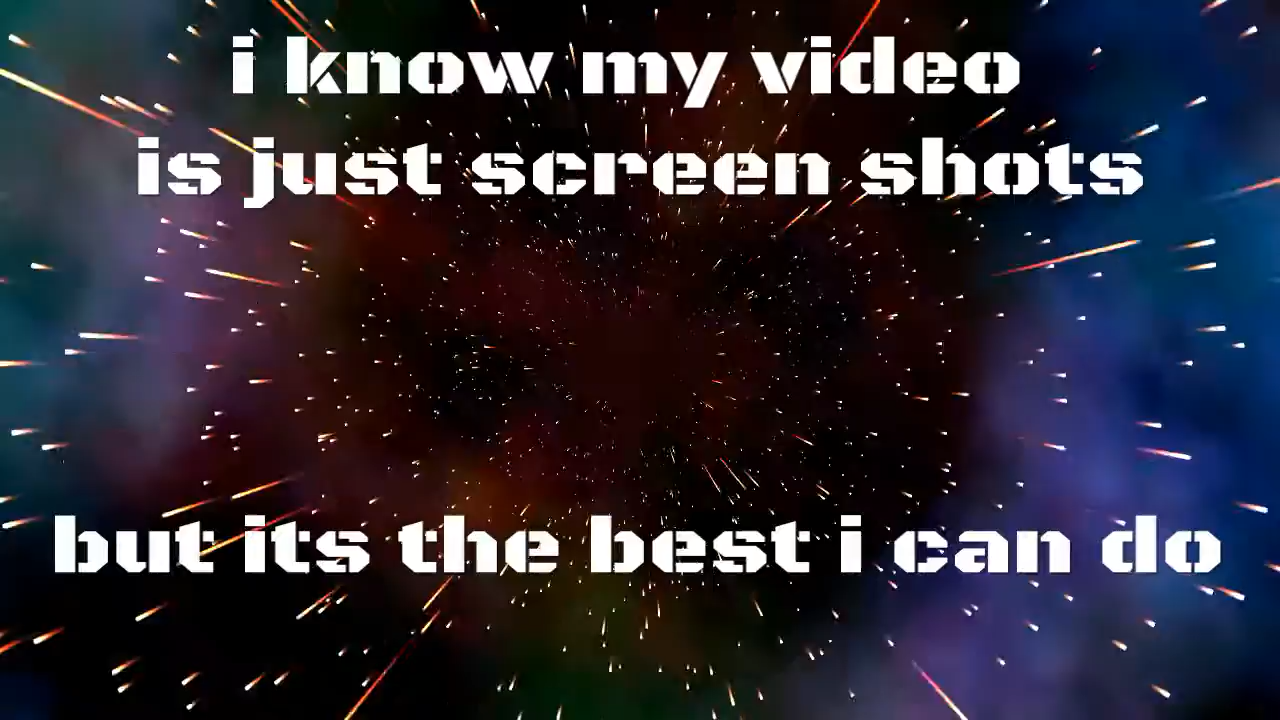 i know my video
is just screen shots
but its the best i can do